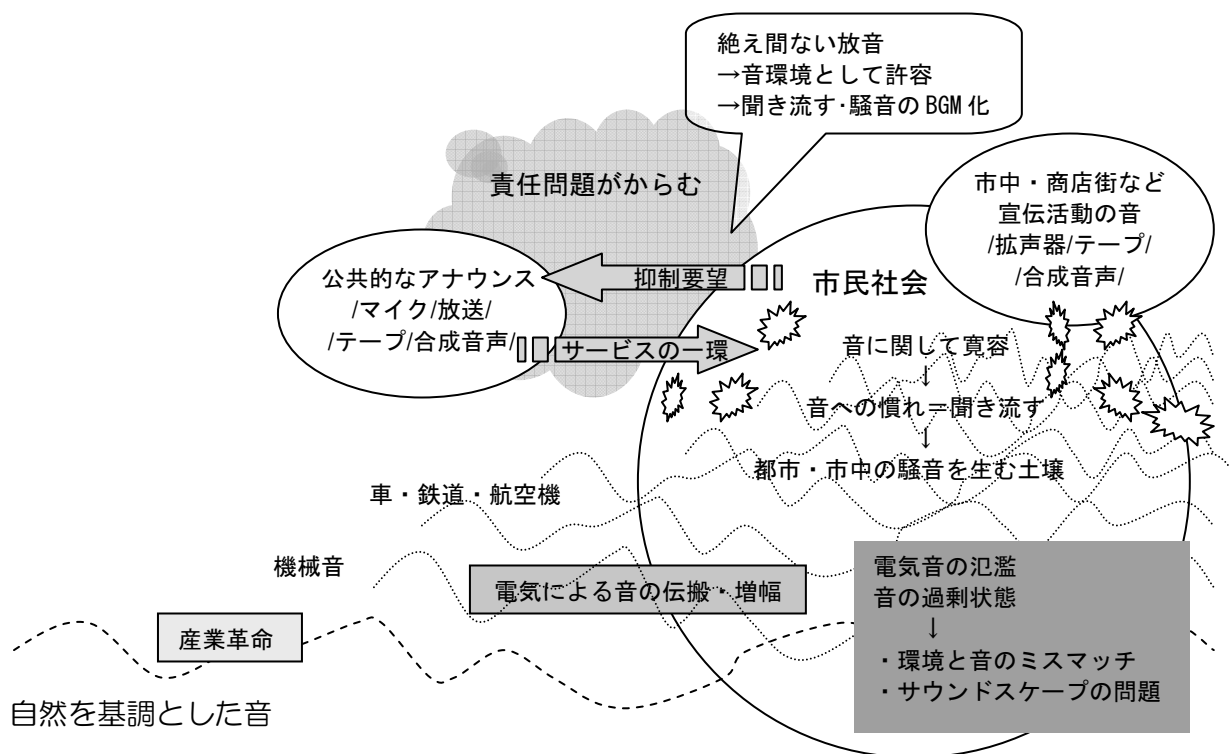 絶え間ない放音
→音環境として許容
→聞き流す・騒音のBGM化
責任問題がからむ
市中・商店街など
宣伝活動の音
/拡声器/テープ/
/合成音声/
公共的なアナウンス
/マイク/放送/
/テープ/合成音声/
抑制要望
サービスの一環
市民社会
音に関して寛容
↓
音への慣れ＝聞き流す
↓
都市・市中の騒音を生む土壌
車・鉄道・航空機
機械音
電気による音の伝搬・増幅
産業革命
電気音の氾濫
音の過剰状態
↓
・環境と音のミスマッチ
・サウンドスケープの問題
自然を基調とした音